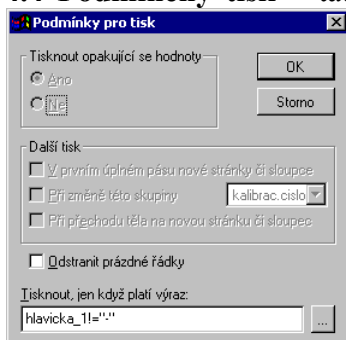 Podmínky pro tisk
Tisknout opakující se hodnoty
Ano
Ne
OK
Storno
Další tisk
V prvním úplném pásu nové stránky či sloupce
Při změně této skupiny
kalibrac.cislo
Při přechodu těla na novou stránku či sloupec
Odstranit prázdné řádky
Tisknout, jen když platí výraz:
hlavicka_1!="-"
...